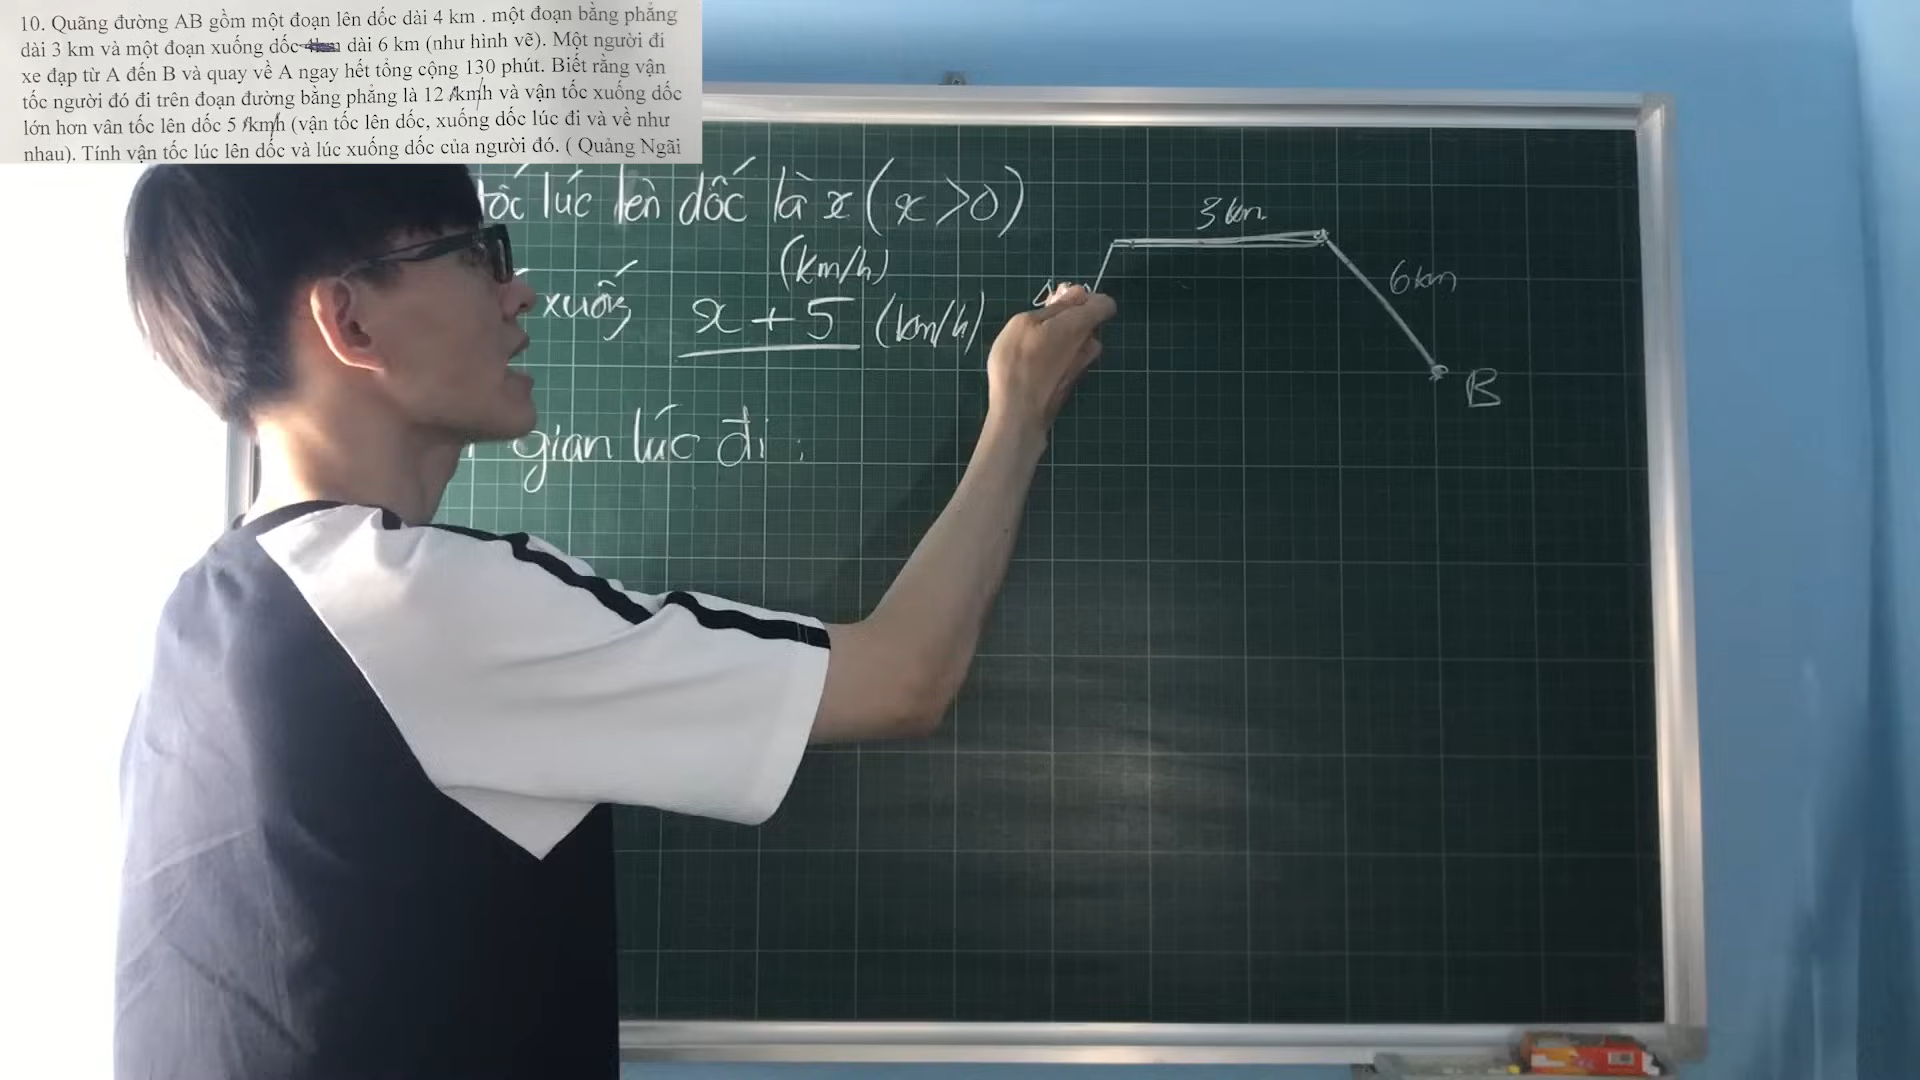 10. Quãng đường AB gồm một đoạn lên dốc dài 4 km . một đoạn bằng phẳng
dài 3 km và một đoạn xuống dốc dài 6 km (như hình vẽ). Một người đi
xe đạp từ A đến B và quay về A ngay hết tổng cộng 130 phút. Biết rằng vận
tốc người đó đi trên đoạn đường bằng phẳng là 12 km/h và vận tốc xuống dốc
lớn hơn vân tốc lên dốc 5 km/h (vận tốc lên dốc, xuống dốc lúc đi và về như
nhau). Tính vận tốc lúc lên dốc và lúc xuống dốc của người đó. ( Quảng Ngãi
tốc lúc lên dốc là x (x>0)
(km/h)
xuống x + 5 (km/h)
gian lúc đi :
3 km
6 km
B